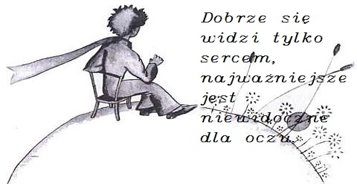 Dobrze się
widzi tylko
sercem,
najważniejsze
jest
niewidoczne
dla oczu.